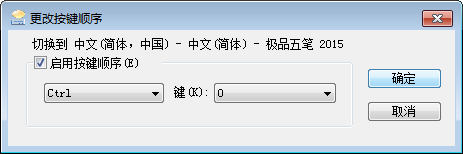 更改按键顺序
切换到 中文(简体，中国) - 中文(简体) - 极品五笔 2015
启用按键顺序(E)
Ctrl 键(K): 0
确定
取消